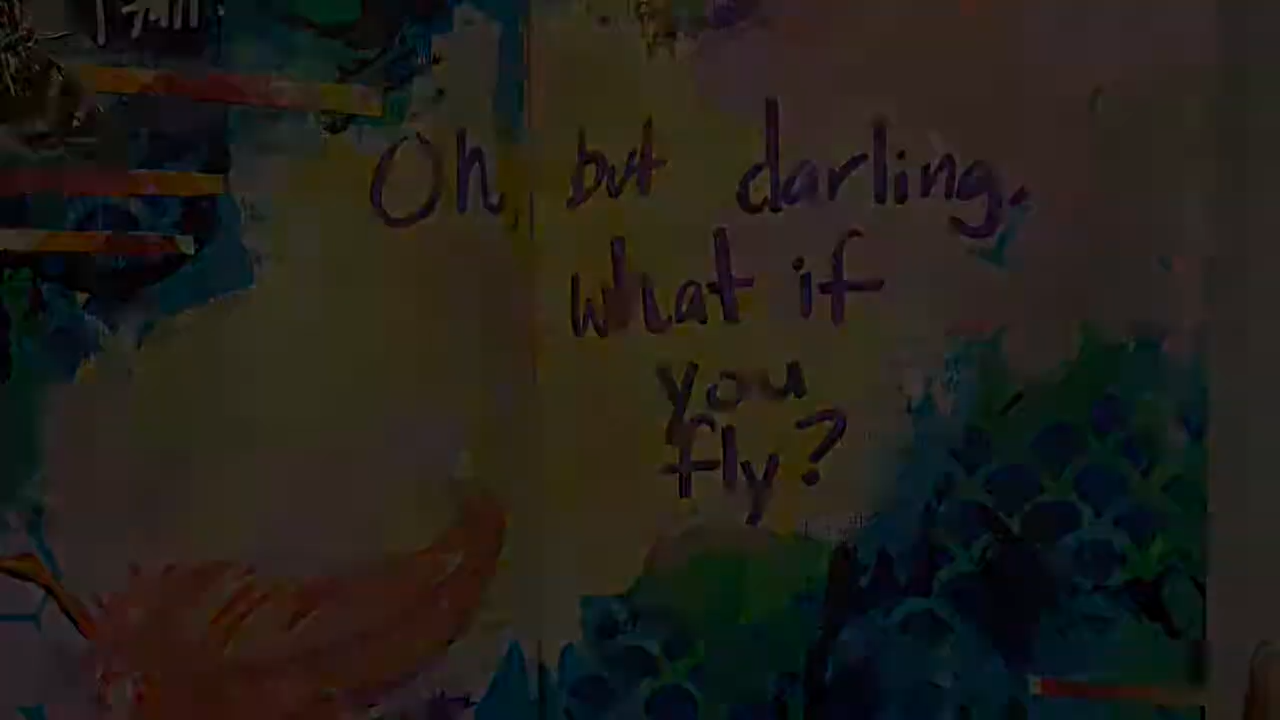 Oh, but darling,
what if
you
fly?